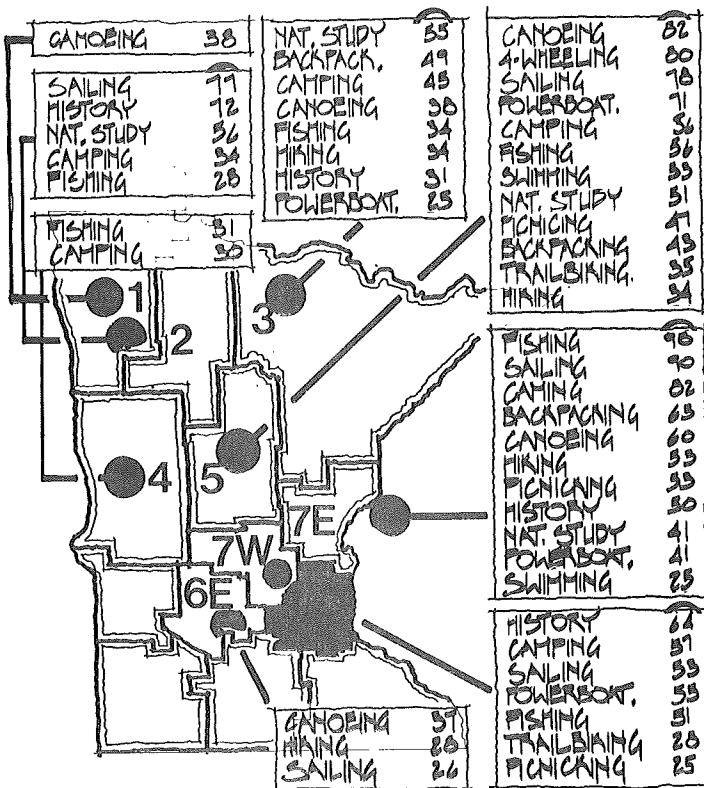 CANOEING 38
SAILING 77
HISTORY 72
NAT. STUDY 56
CAMPING 34
FISHING 28
FISHING 31
CAMPING 30
NAT. STUDY 55
BACKPACK. 49
CAMPING 45
CANOEING 38
FISHING 34
HIKING 34
HISTORY 31
POWERBOAT. 25
CANOEING 82
4-WHEELING 80
SAILING 78
POWERBOAT. 71
CAMPING 56
FISHING 56
SWIMMING 53
NAT. STUDY 51
PICNICING 47
BACKPACKING 43
TRAILBIKING. 35
HIKING 34
FISHING 98
SAILING 90
CAMING 82
BACKPACKING 63
CANOEING 60
HIKING 53
PICNICKING 53
HISTORY 50
NAT. STUDY 41
POWERBOAT. 41
SWIMMING 25
HISTORY 64
CAMPING 57
SAILING 53
POWERBOAT. 53
FISHING 31
TRAILBIKING 28
PICNICKING 25
CANOEING 37
HIKING 28
SAILING 26
1
2
3
4
5
7E
7W
6E